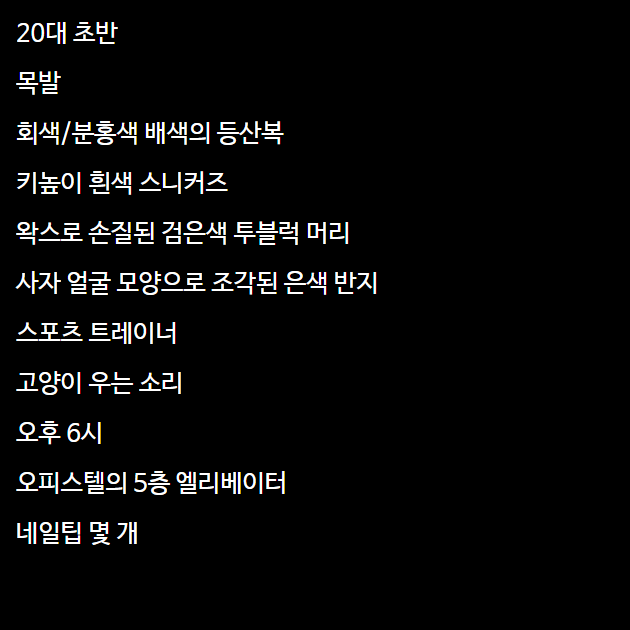 20대 초반
목발
회색/분홍색 배색의 등산복
키높이 흰색 스니커즈
왁스로 손질된 검은색 투블럭 머리
사자 얼굴 모양으로 조각된 은색 반지
스포츠 트레이너
고양이 우는 소리
오후 6시
오피스텔의 5층 엘리베이터
네일팁 몇 개